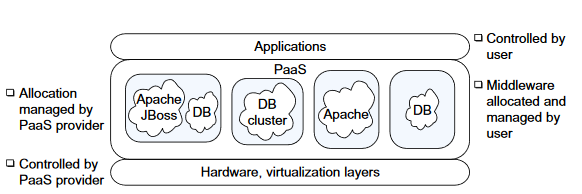 Applications
❑ Controlled by
user
PaaS
❑ Allocation
managed by
PaaS provider
Apache
JBoss
DB
DB
cluster
Apache
DB
❑ Middleware
allocated and
managed by
user
❑ Controlled by
PaaS provider
Hardware, virtualization layers